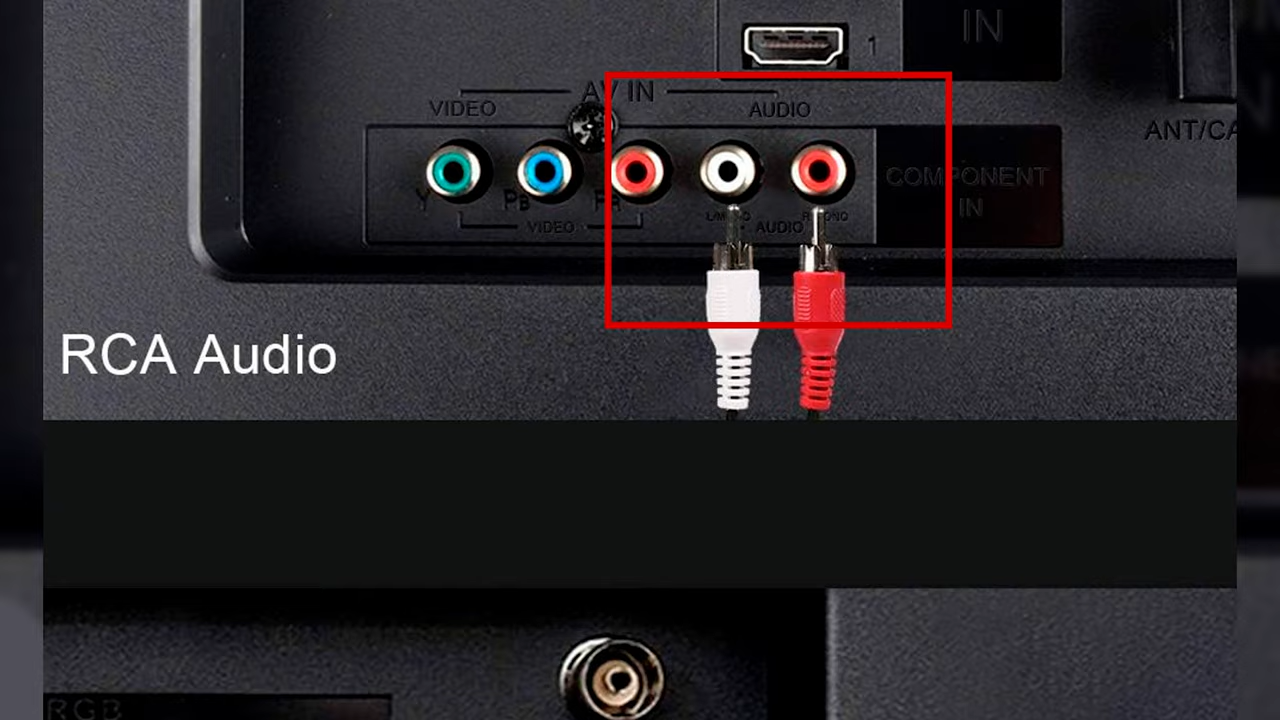 IN
1
AV IN
VIDEO
AUDIO
ANT/CA
COMPONENT
IN
Y
PB
PR
VIDEO
AUDIO
RCA Audio
RGB